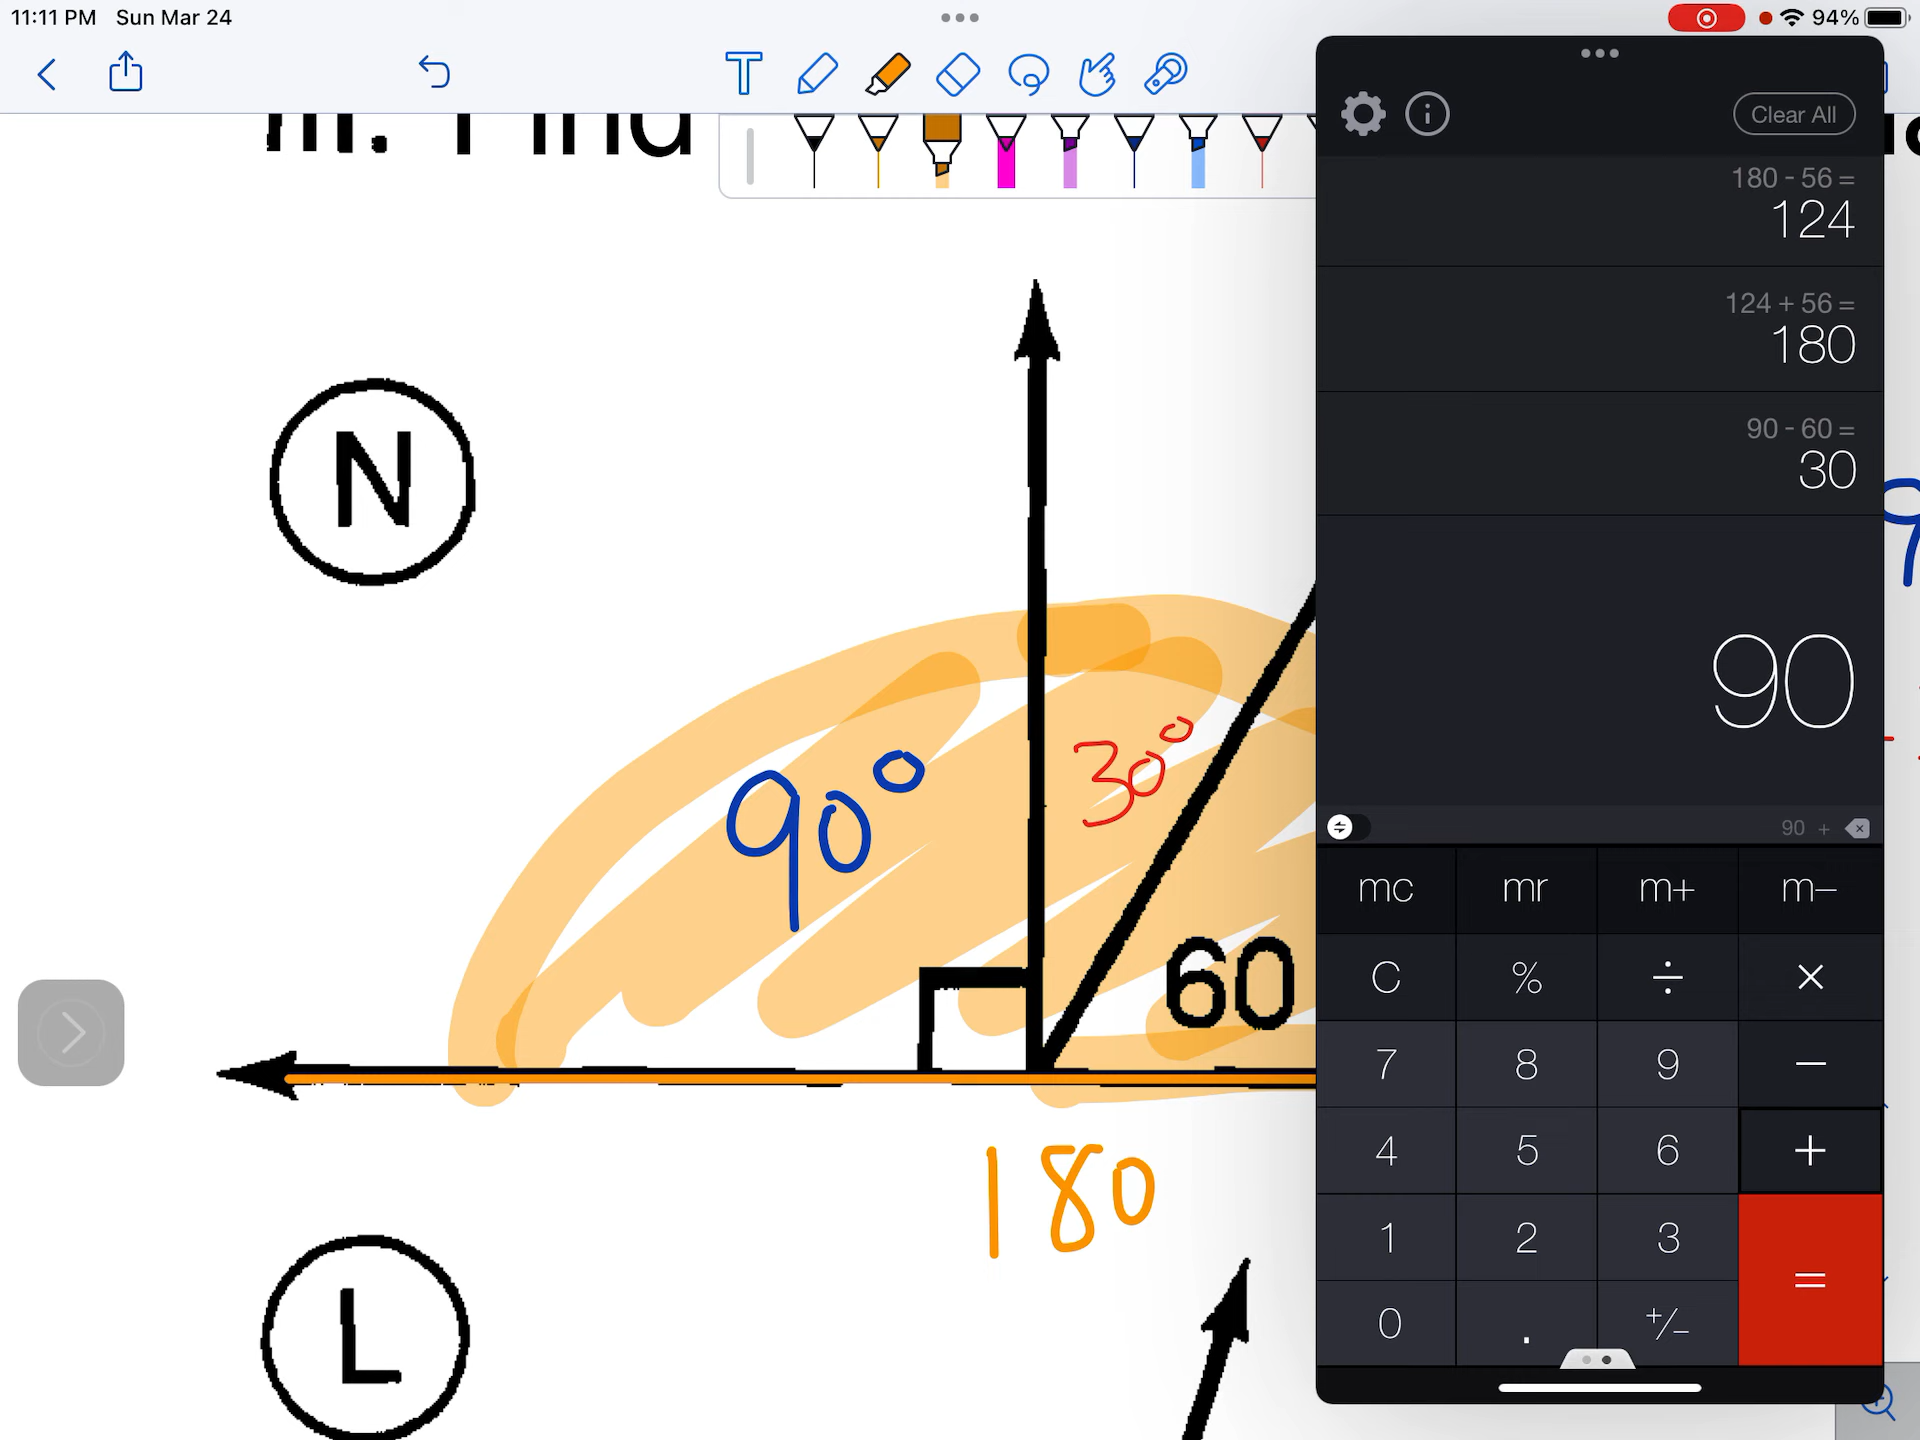 11:11 PM Sun Mar 24
94%
T
Clear All
180 - 56 =
124
124 + 56 =
180
90 - 60 =
30
90
90 +
N
90°
30°
60
180
L
mc mr m+ m−
C % ÷ ×
7 8 9 −
4 5 6 +
1 2 3 =
0 . +/−